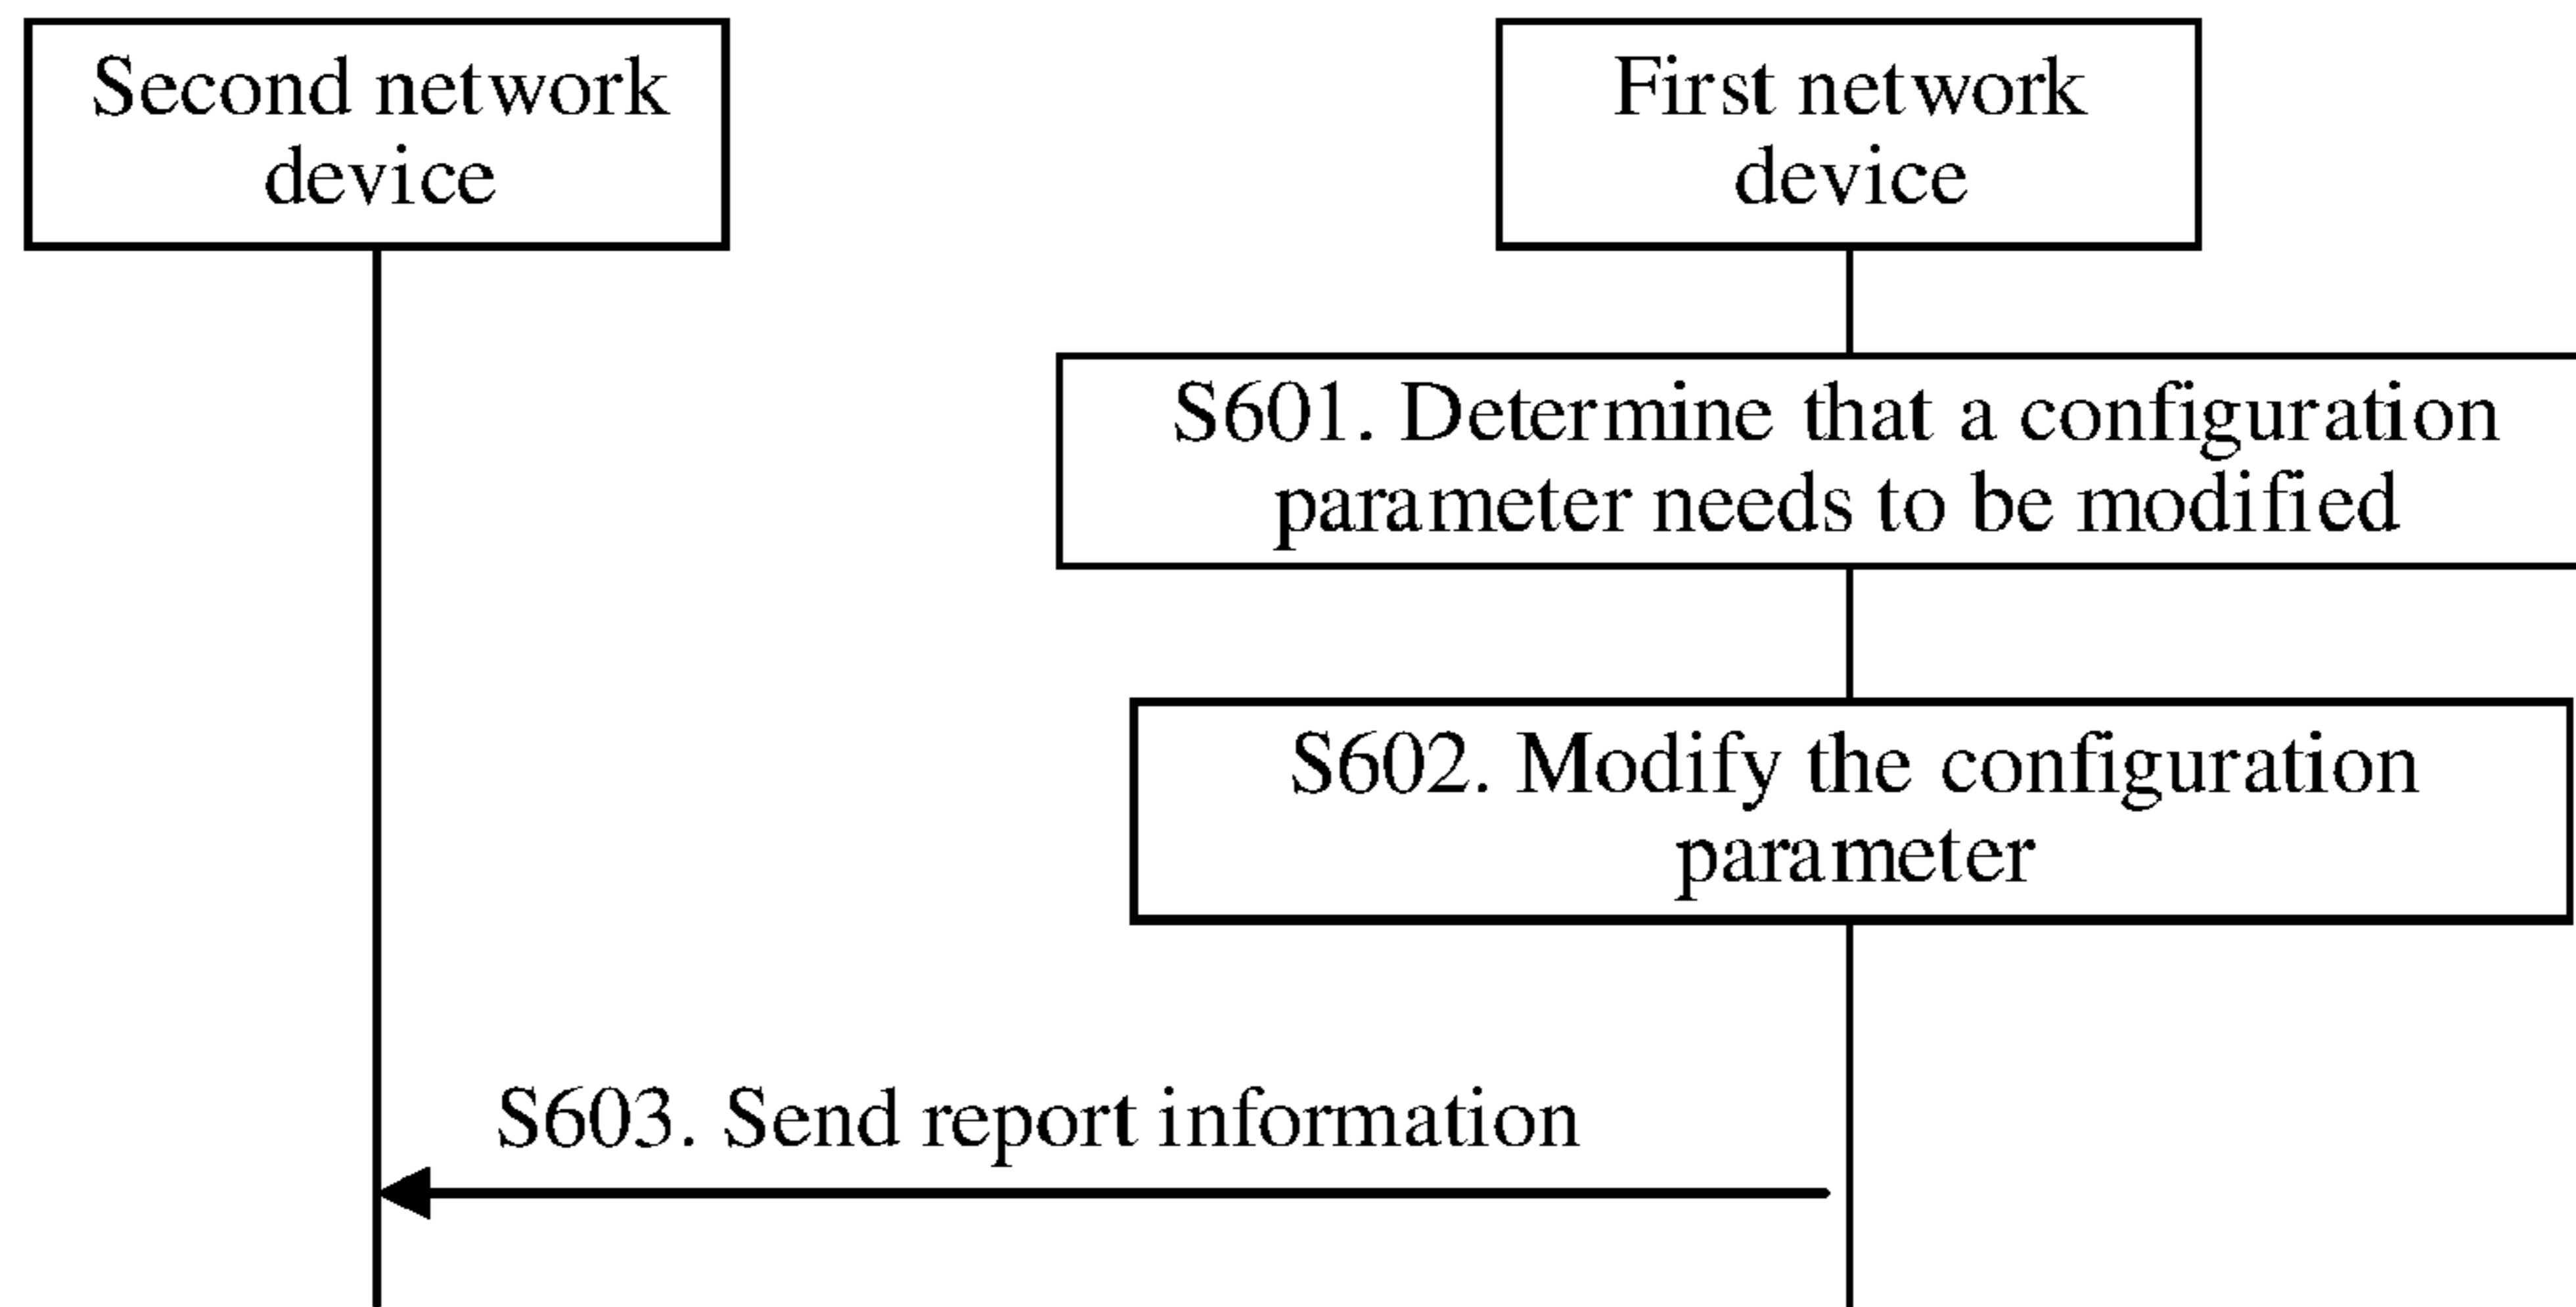 Second network
device
First network
device
S601. Determine that a configuration
parameter needs to be modified
S602. Modify the configuration
parameter
S603. Send report information